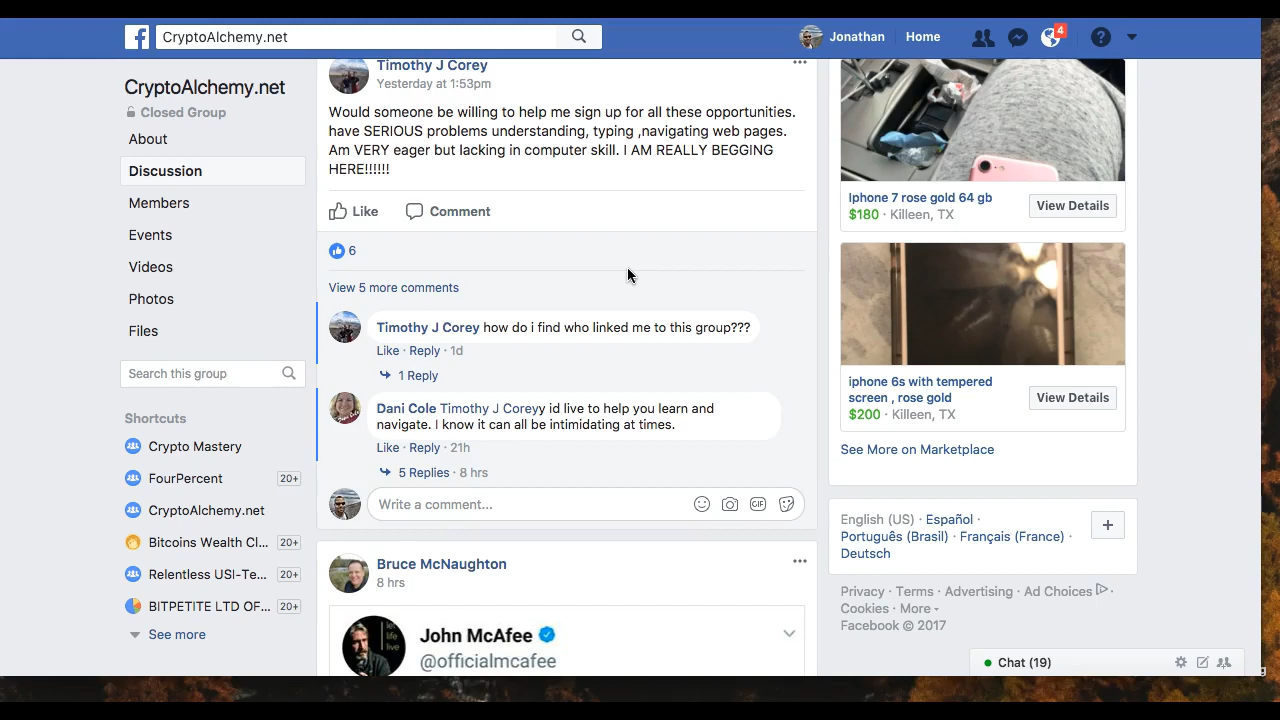 CryptoAlchemy.net
Jonathan
Home
4
CryptoAlchemy.net
Closed Group
About
Discussion
Members
Events
Videos
Photos
Files
Search this group
Shortcuts
Crypto Mastery
FourPercent 20+
CryptoAlchemy.net
Bitcoins Wealth Cl... 20+
Relentless USI-Te... 20+
BITPETITE LTD OF... 20+
See more
Timothy J Corey
Yesterday at 1:53pm
Would someone be willing to help me sign up for all these opportunities.
have SERIOUS problems understanding, typing ,navigating web pages.
Am VERY eager but lacking in computer skill. I AM REALLY BEGGING
HERE!!!!!!
Like Comment
6
View 5 more comments
Timothy J Corey how do i find who linked me to this group???
Like · Reply · 1d
1 Reply
Dani Cole Timothy J Coreyy id live to help you learn and
navigate. I know it can all be intimidating at times.
Like · Reply · 21h
5 Replies · 8 hrs
Write a comment...
GIF
Bruce McNaughton
8 hrs
let
life
live
John McAfee
@officialmcafee
Iphone 7 rose gold 64 gb
$180 · Killeen, TX
View Details
iphone 6s with tempered
screen , rose gold
$200 · Killeen, TX
View Details
See More on Marketplace
English (US) · Español ·
Português (Brasil) · Français (France) ·
Deutsch
Privacy · Terms · Advertising · Ad Choices ·
Cookies · More
Facebook © 2017
Chat (19)